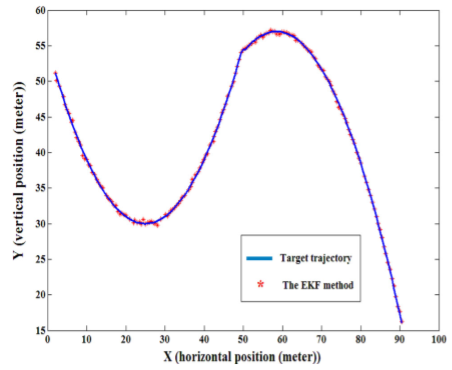 60
55
50
45
40
35
30
25
20
15
Y (vertical position (meter))
Target trajectory
The EKF method
0 10 20 30 40 50 60 70 80 90 100
X (horizontal position (meter))